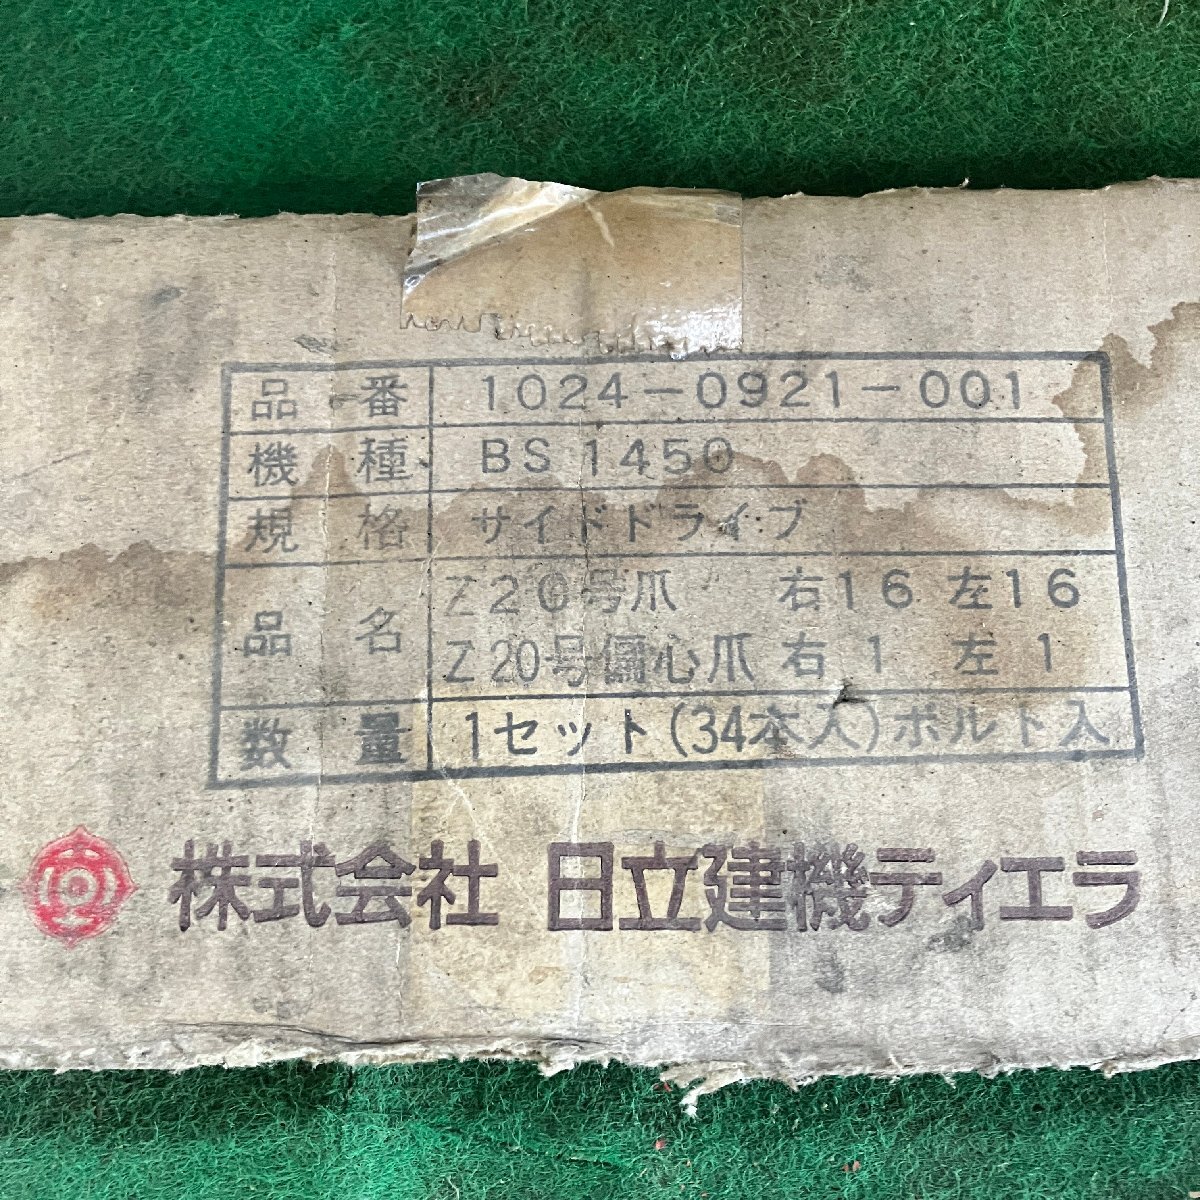 品番 1024-0921-001
機種 BS1450
規格 サイドドライブ
品名 Z20号爪 右16 左16
Z20号偏心爪 右1 左1
数量 1セット(34本入)ボルト入
株式会社 日立建機ティエラ